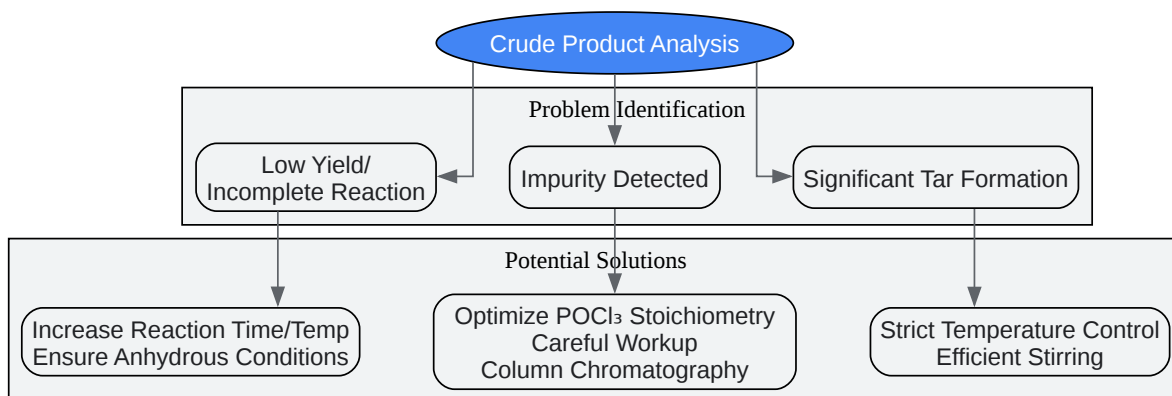 Crude Product Analysis
Problem Identification
Low Yield/
Incomplete Reaction
Impurity Detected
Significant Tar Formation
Potential Solutions
Increase Reaction Time/Temp
Ensure Anhydrous Conditions
Optimize POCl₃ Stoichiometry
Careful Workup
Column Chromatography
Strict Temperature Control
Efficient Stirring